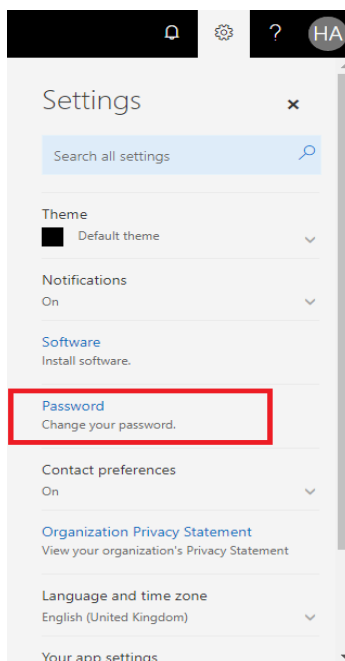 ? HA
Settings ×
Search all settings
Theme
Default theme
Notifications
On
Software
Install software.
Password
Change your password.
Contact preferences
On
Organization Privacy Statement
View your organization's Privacy Statement
Language and time zone
English (United Kingdom)
Your app settings